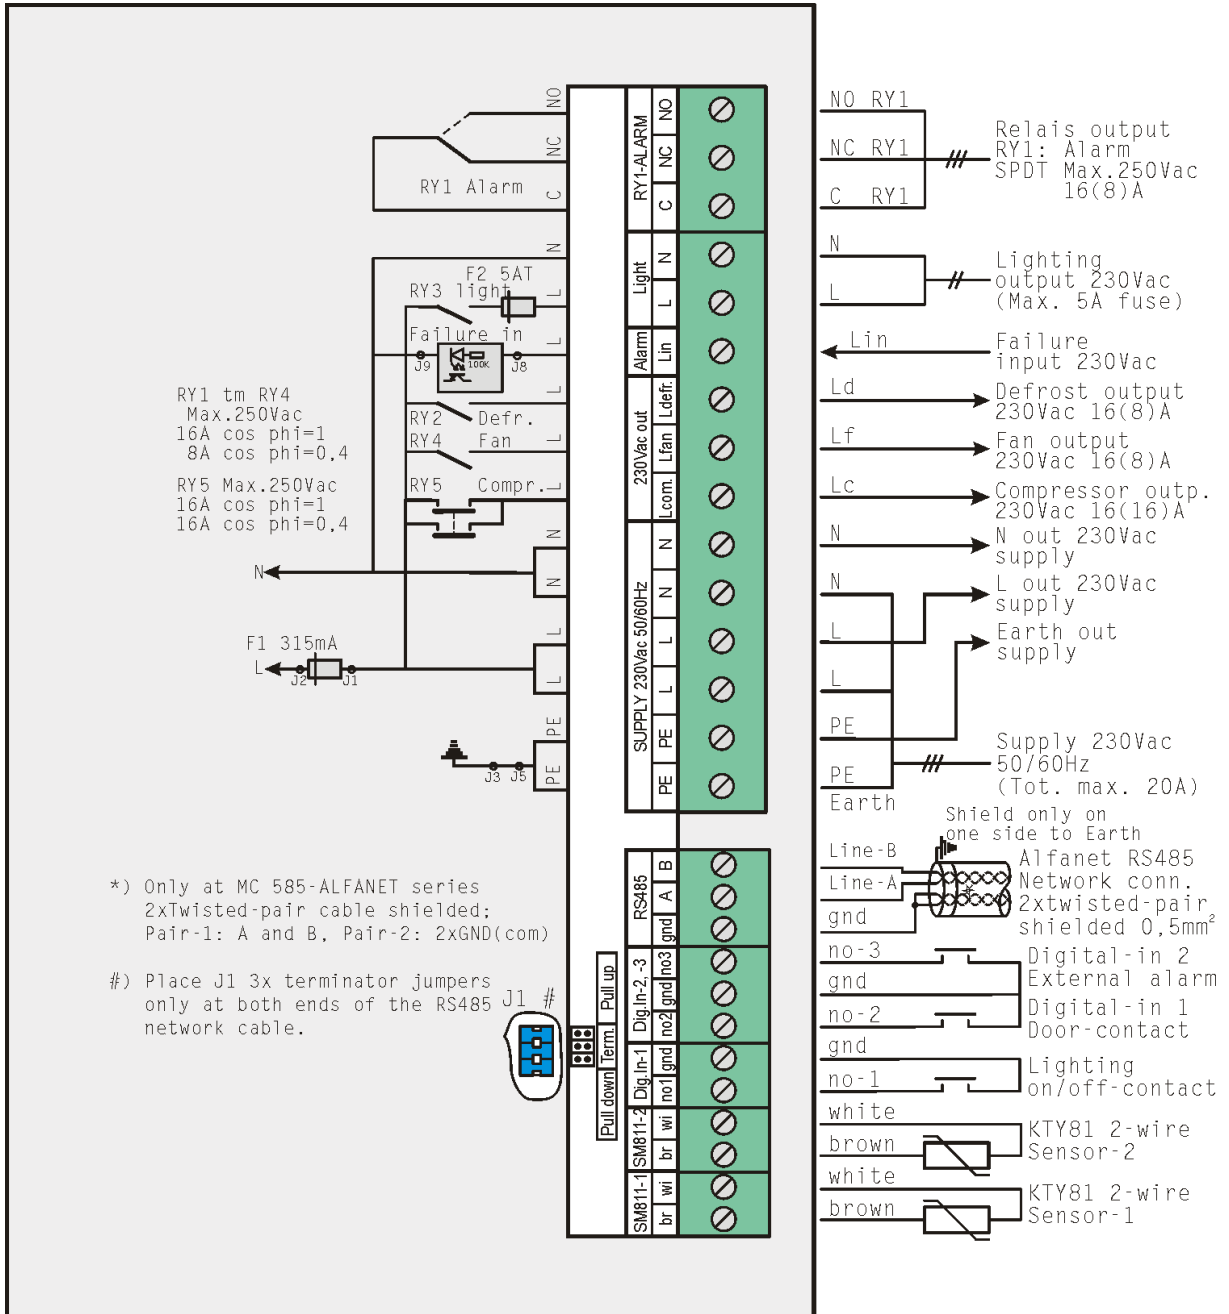 NO
NC
C
RY1 Alarm
N
F2 5AT
RY3 light
L
Failure in
J9
100K
J8
L
L
RY2 Defr.
RY4 Fan
L
RY5 Compr.
L
RY1 tm RY4
Max.250Vac
16A cos phi=1
8A cos phi=0,4
RY5 Max.250Vac
16A cos phi=1
16A cos phi=0,4
N
N
N
F1 315mA
L
J2
J1
L
L
PE
PE
J3
J5
*) Only at MC 585-ALFANET series
2xTwisted-pair cable shielded;
Pair-1: A and B, Pair-2: 2xGND(com)
#) Place J1 3x terminator jumpers
only at both ends of the RS485
network cable.
J1 #
Pull up
Term.
Pull down
RY1-ALARM
NO
NC
C
Light
N
L
Alarm
Lin
230Vac out
Ldefr.
Lfan
Lcom.
SUPPLY 230Vac 50/60Hz
N
N
L
L
PE
PE
RS485
B
A
gnd
Dig.In-2, -3
no3
gnd
no2
Dig.In-1
gnd
no1
SM811-2
wi
br
SM811-1
wi
br
NO RY1
NC RY1
C RY1
Relais output
RY1: Alarm
SPDT Max.250Vac
16(8)A
N
L
Lighting
output 230Vac
(Max. 5A fuse)
Lin
Failure
input 230Vac
Ld
Defrost output
230Vac 16(8)A
Lf
Fan output
230Vac 16(8)A
Lc
Compressor outp.
230Vac 16(16)A
N
N out 230Vac
supply
N
L out 230Vac
supply
L
Earth out
supply
L
PE
PE
Earth
Supply 230Vac
50/60Hz
(Tot. max. 20A)
Shield only on
one side to Earth
Line-B
Line-A
gnd
Alfanet RS485
Network conn.
2xtwisted-pair
shielded 0,5mm²
no-3
gnd
Digital-in 2
External alarm
no-2
Digital-in 1
Door-contact
gnd
no-1
Lighting
on/off-contact
white
brown
KTY81 2-wire
Sensor-2
white
brown
KTY81 2-wire
Sensor-1